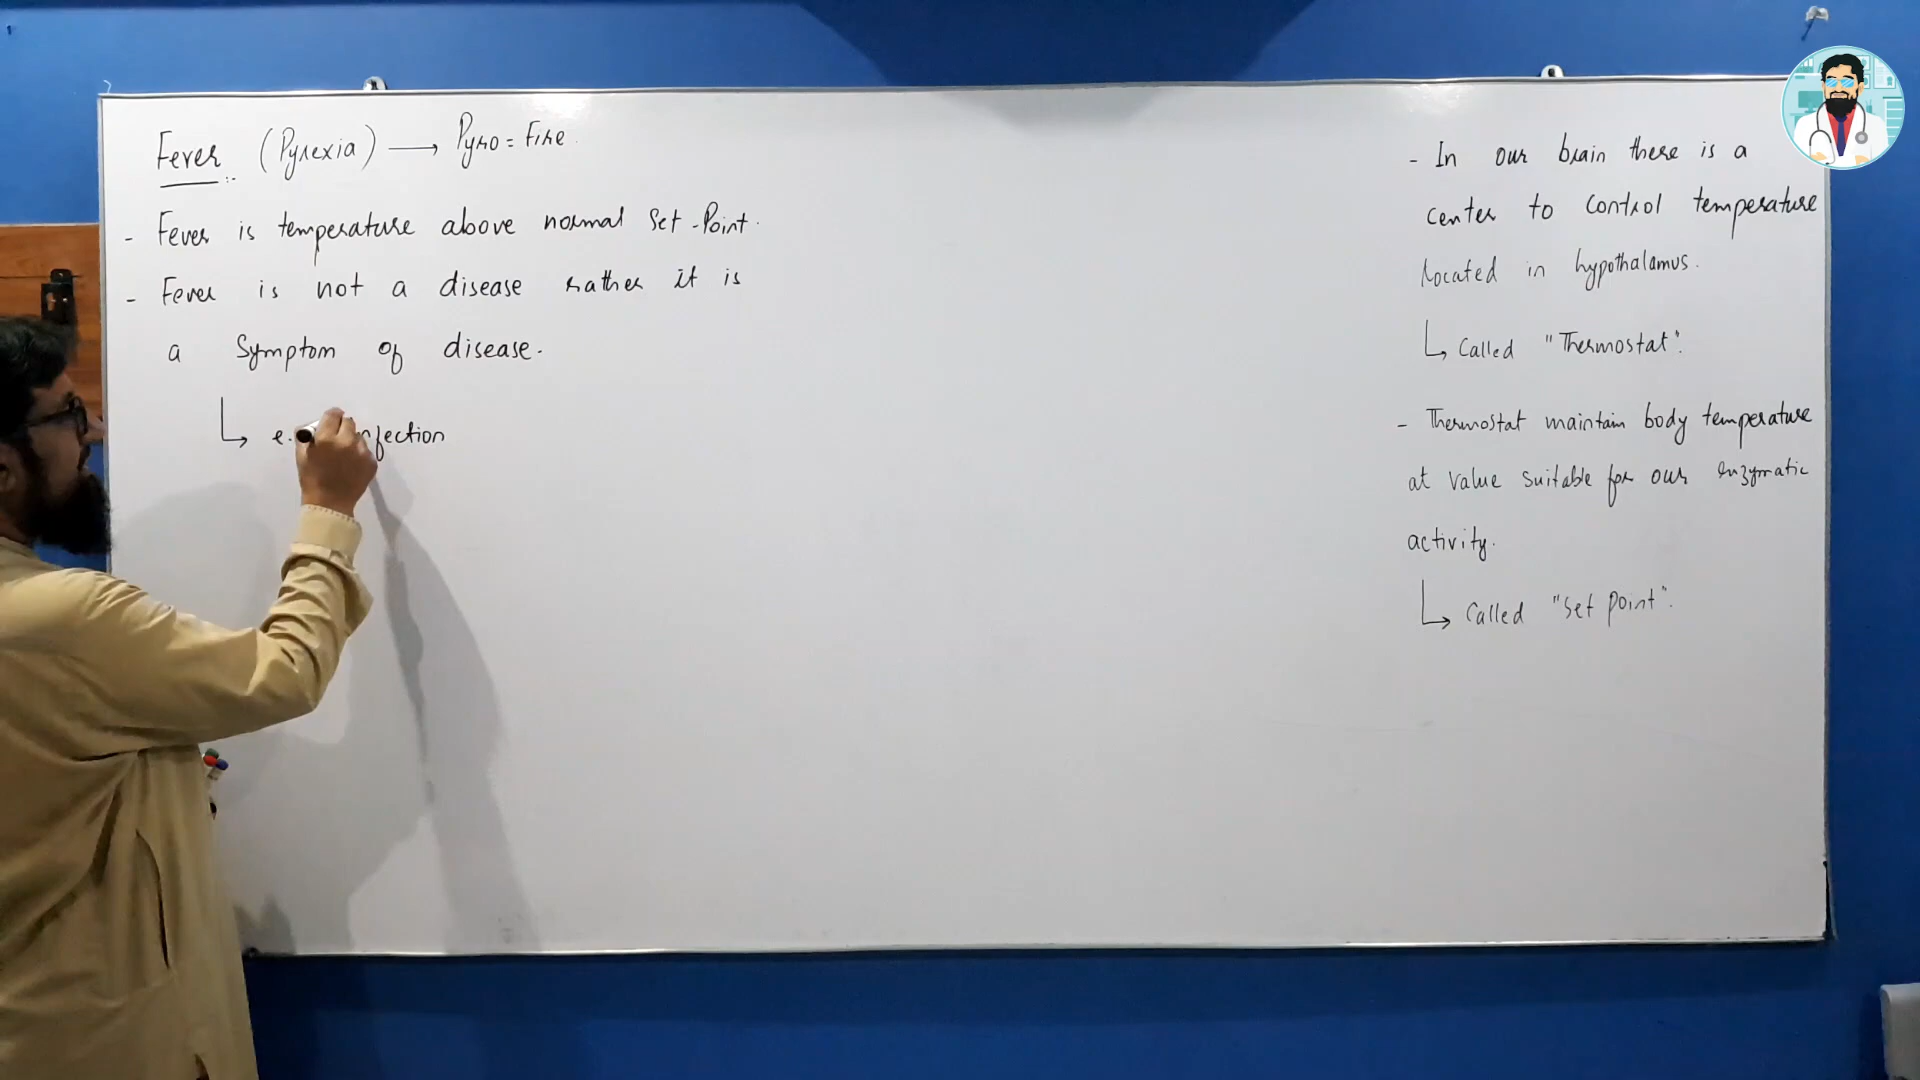 Fever (Pyrexia) → Pyro = Fire.
- Fever is temperature above normal Set-Point.
- Fever is not a disease rather it is
a Symptom of disease.
↳ e. nfection
- In our brain there is a
center to control temperature
located in hypothalamus.
↳ Called "Thermostat".
- Thermostat maintain body temperature
at value suitable for our enzymatic
activity.
↳ Called "Set point".